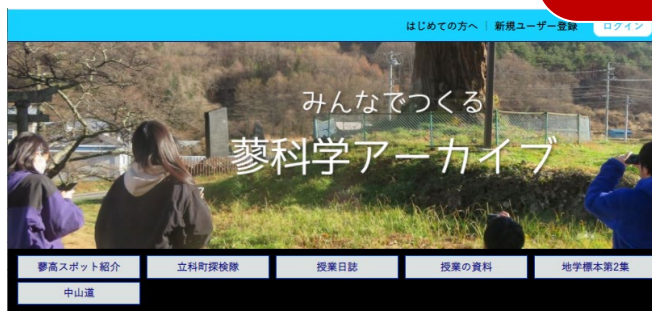 はじめての方へ | 新規ユーザー登録 ログイン
みんなでつくる
蓼科学アーカイブ
蓼高スポット紹介 立科町探検隊 授業日誌 授業の資料 地学標本第2集
中山道